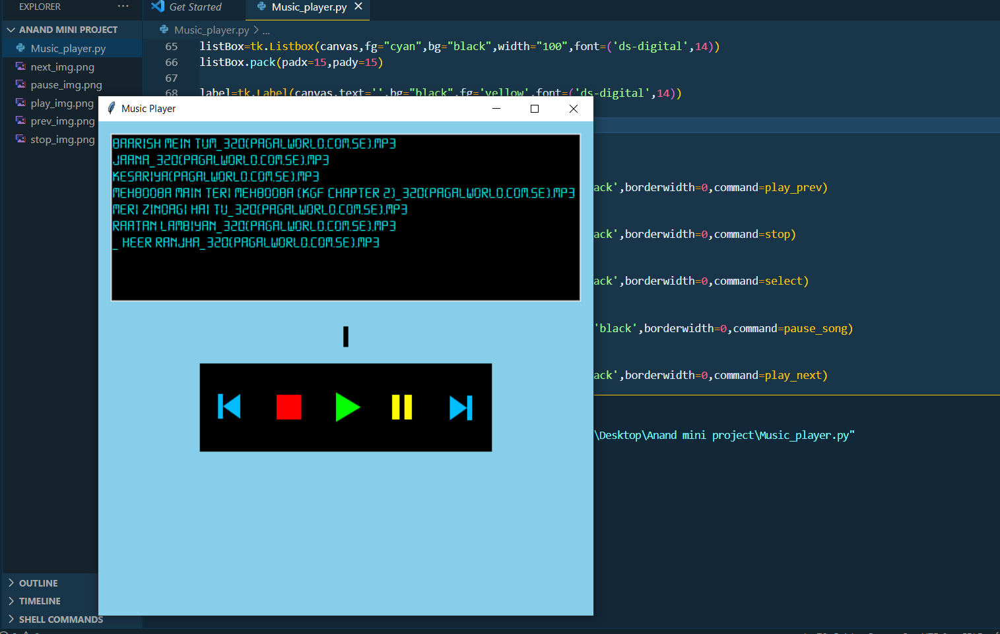 EXPLORER ···
Get Started
Music_player.py
ANAND MINI PROJECT
Music_player.py
next_img.png
pause_img.png
play_img.png
prev_img.png
stop_img.png
Music_player.py > ...
65 listBox=tk.Listbox(canvas,fg="cyan",bg="black",width="100",font=('ds-digital',14))
66 listBox.pack(padx=15,pady=15)
67
68 label=tk.Label(canvas,text='',bg="black",fg='yellow',font=('ds-digital',14))
Music Player
BAARISH MEIN TUM_320(PAGALWORLD.COM.SE).MP3
JAANA_320(PAGALWORLD.COM.SE).MP3
KESARIYA(PAGALWORLD.COM.SE).MP3
MEHBOOBA MAIN TERI MEHBOOBA (KGF CHAPTER 2)_320(PAGALWORLD.COM.SE).MP3
MERI ZINDAGI HAI TU_320(PAGALWORLD.COM.SE).MP3
RAATAN LAMBIYAN_320(PAGALWORLD.COM.SE).MP3
_ HEER RANJHA_320(PAGALWORLD.COM.SE).MP3
ack',borderwidth=0,command=play_prev)
ack',borderwidth=0,command=stop)
ack',borderwidth=0,command=select)
'black',borderwidth=0,command=pause_song)
ack',borderwidth=0,command=play_next)
\Desktop\Anand mini project\Music_player.py"
OUTLINE
TIMELINE
SHELL COMMANDS